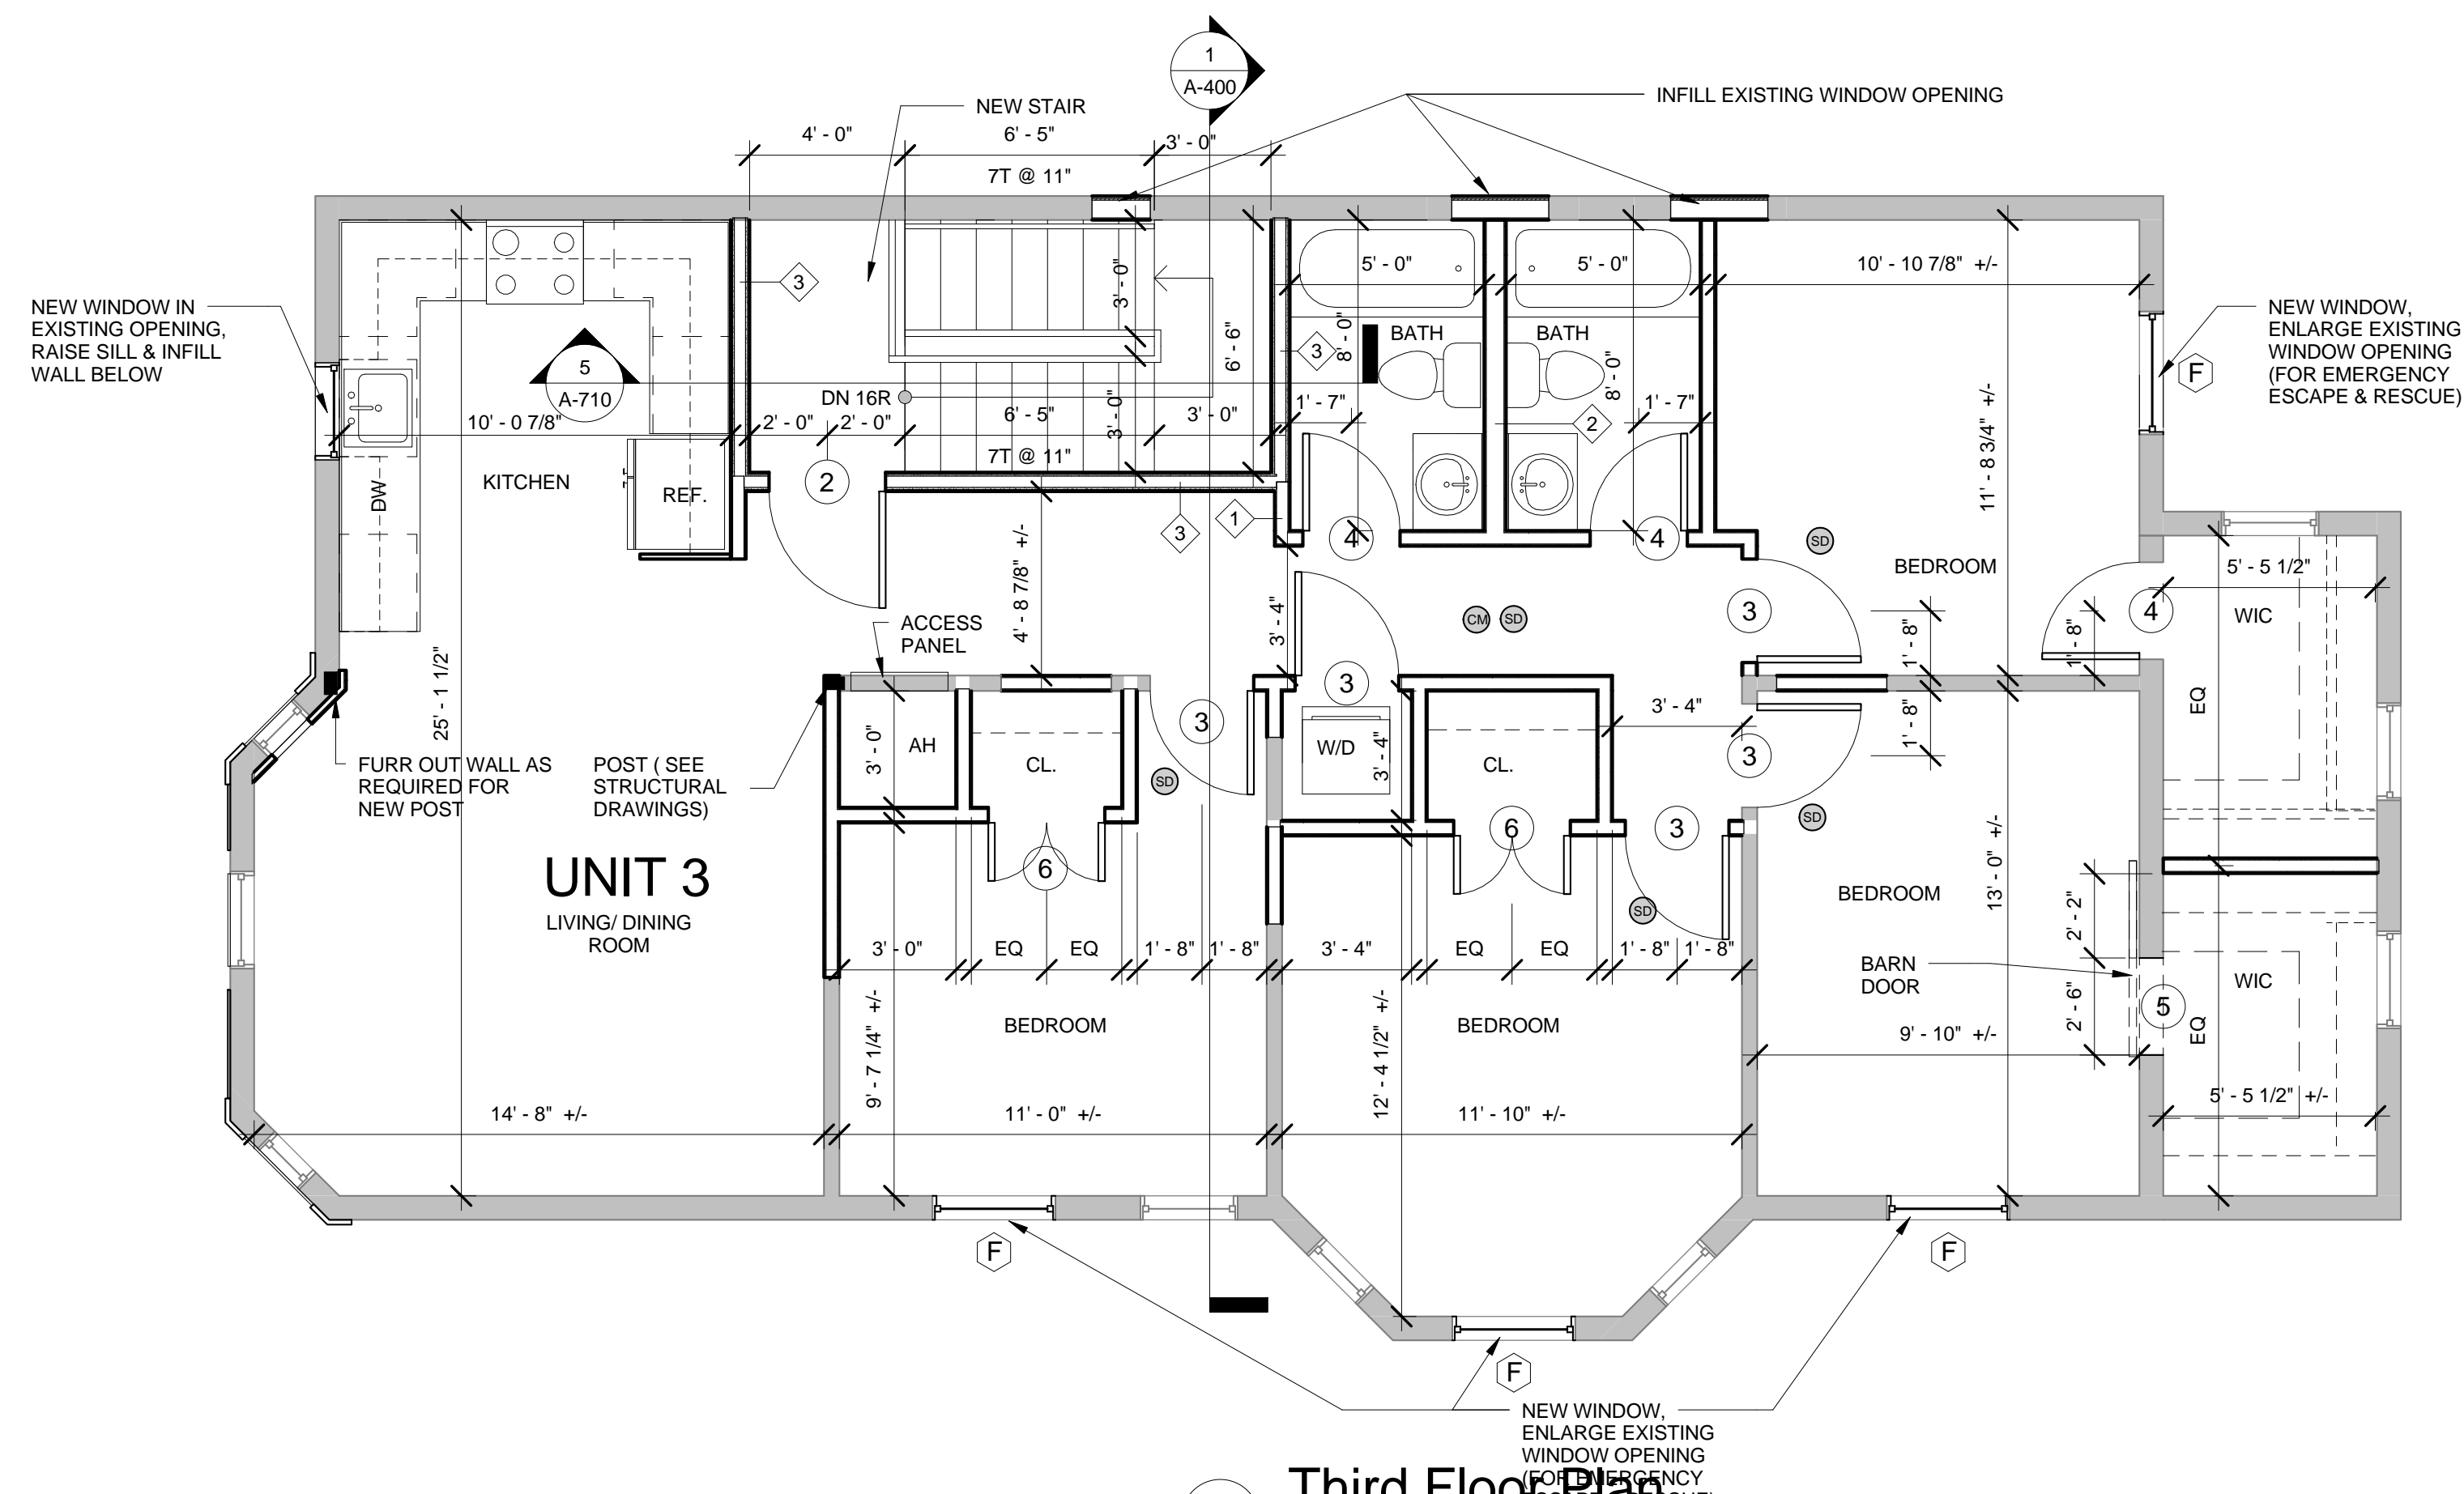 1
A-400
NEW STAIR
INFILL EXISTING WINDOW OPENING
4' - 0"
6' - 5"
3' - 0"
7T @ 11"
NEW WINDOW IN
EXISTING OPENING,
RAISE SILL & INFILL
WALL BELOW
3
3' - 0"
6' - 6"
5' - 0"
5' - 0"
10' - 10 7/8" +/-
NEW WINDOW,
ENLARGE EXISTING
WINDOW OPENING
(FOR EMERGENCY
ESCAPE & RESCUE)
F
5
A-710
3
8' - 0"
BATH
BATH
8' - 0"
DN 16R
10' - 0 7/8"
2' - 0"
2' - 0"
6' - 5"
3' - 0"
3' - 0"
1' - 7"
2
1' - 7"
11' - 8 3/4" +/-
7T @ 11"
KITCHEN
DW
REF.
2
3
1
4
4
SD
BEDROOM
5' - 5 1/2"
WIC
4' - 8 7/8" +/-
3' - 4"
CM
SD
3
1' - 8"
1' - 8"
4
ACCESS
PANEL
25' - 1 1/2"
3
3
3' - 4"
1' - 8"
EQ
3
AH
3' - 0"
CL.
W/D
3' - 4"
CL.
FURR OUT WALL AS
REQUIRED FOR
NEW POST
POST ( SEE
STRUCTURAL
DRAWINGS)
SD
SD
6
6
3
UNIT 3
LIVING/ DINING
ROOM
BEDROOM
13' - 0" +/-
SD
2' - 2"
3' - 0"
EQ
EQ
1' - 8"
1' - 8"
3' - 4"
EQ
EQ
1' - 8"
1' - 8"
BARN
DOOR
WIC
5
2' - 6"
EQ
BEDROOM
BEDROOM
9' - 10" +/-
9' - 7 1/4" +/-
12' - 4 1/2" +/-
5' - 5 1/2" +/-
14' - 8" +/-
11' - 0" +/-
11' - 10" +/-
F
F
F
NEW WINDOW,
ENLARGE EXISTING
WINDOW OPENING
(FOR EMERGENCY
Third Floor Plan